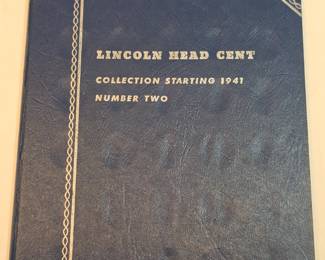 LINCOLN HEAD CENT
COLLECTION STARTING 1941
NUMBER TWO